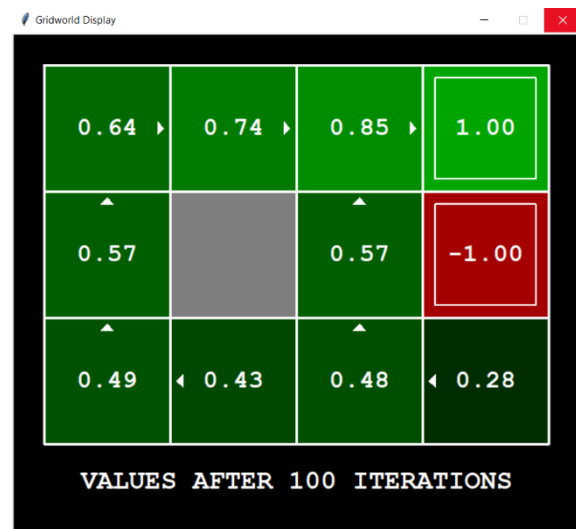 Gridworld Display
0.64 0.74 0.85 1.00
0.57 0.57 -1.00
0.49 0.43 0.48 0.28
VALUES AFTER 100 ITERATIONS